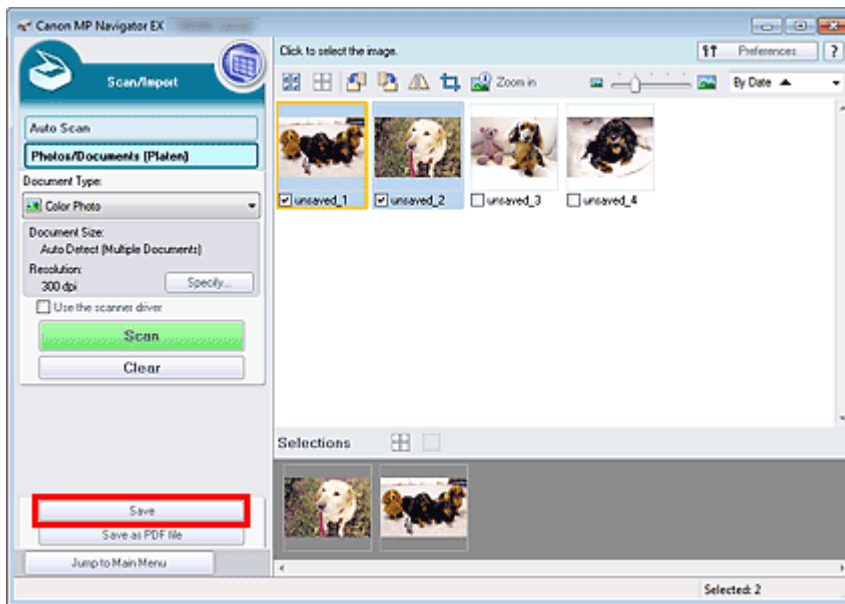 Canon MP Navigator EX
Scan/Import
Auto Scan
Photos/Documents (Platen)
Document Type:
Color Photo
Document Size:
Auto Detect (Multiple Documents)
Resolution:
300 dpi
Specify...
Use the scanner driver
Scan
Clear
Save
Save as PDF file
Jump to Main Menu
Click to select the image.
Preferences
?
Zoom in
By Date
unsaved_1
unsaved_2
unsaved_3
unsaved_4
Selections
Selected: 2